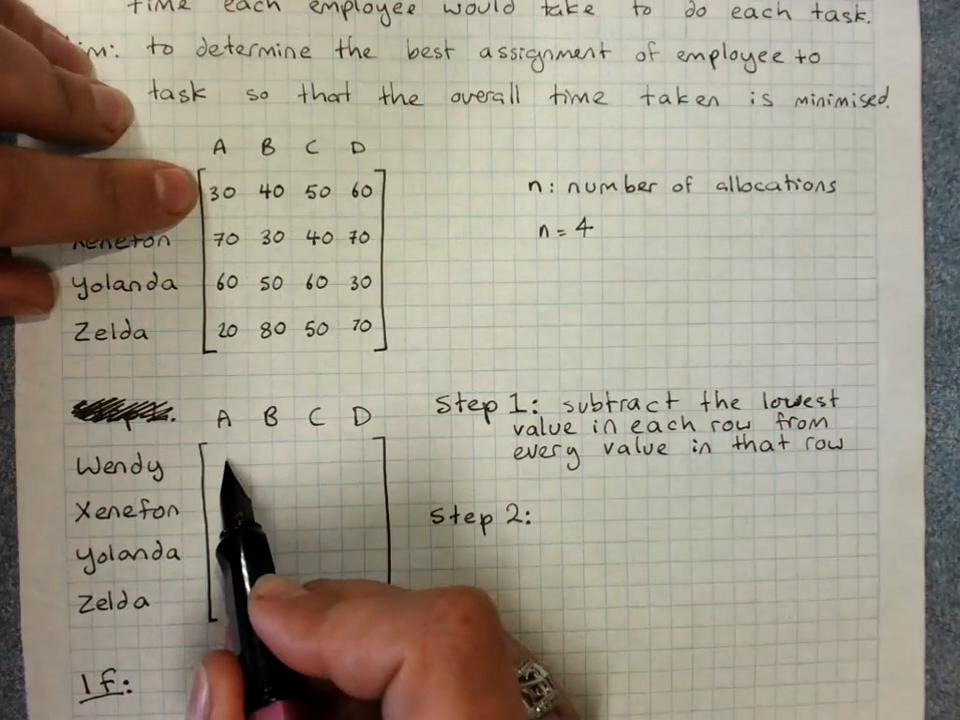 time each employee would take to do each task.
to determine the best assignment of employee to
task so that the overall time taken is minimised.
A B C D
30 40 50 60
n: number of allocations
Xenefon 70 30 40 70
n = 4
Yolanda 60 50 60 30
Zelda 20 80 50 70
A B C D
Step 1: subtract the lowest
value in each row from
every value in that row
Wendy
Xenefon
Step 2:
Yolanda
Zelda
If: